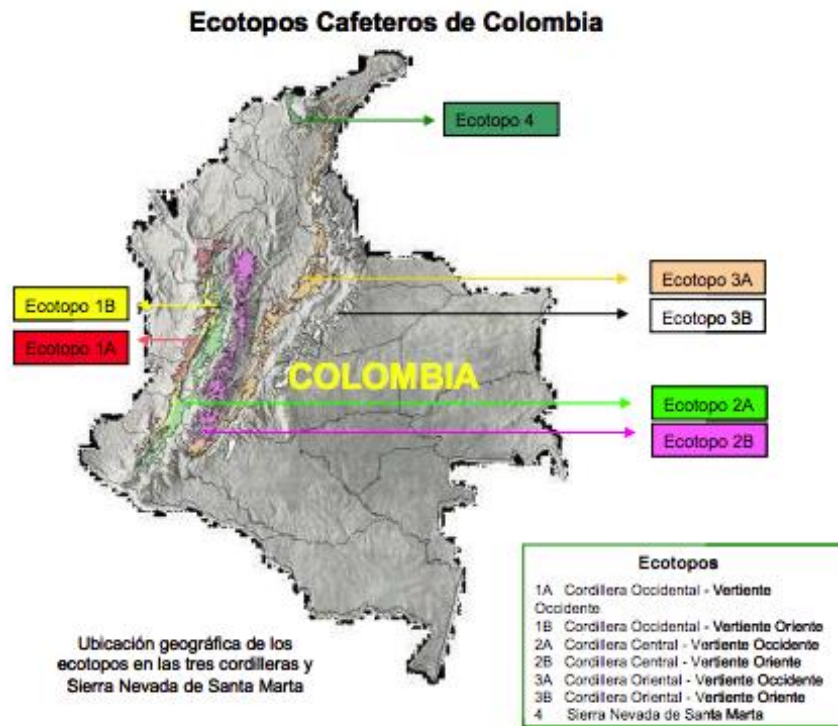 Ecotopos Cafeteros de Colombia
Ecotopo 4
Ecotopo 3A
Ecotopo 1B
Ecotopo 3B
Ecotopo 1A
COLOMBIA
Ecotopo 2A
Ecotopo 2B
Ubicación geográfica de los
ecotopos en las tres cordilleras y
Sierra Nevada de Santa Marta
Ecotopos
1A Cordillera Occidental - Vertiente
Occidente
1B Cordillera Occidental - Vertiente Oriente
2A Cordillera Central - Vertiente Occidente
2B Cordillera Central - Vertiente Oriente
3A Cordillera Oriental - Vertiente Occidente
3B Cordillera Oriental - Vertiente Oriente
4 Sierra Nevada de Santa Marta